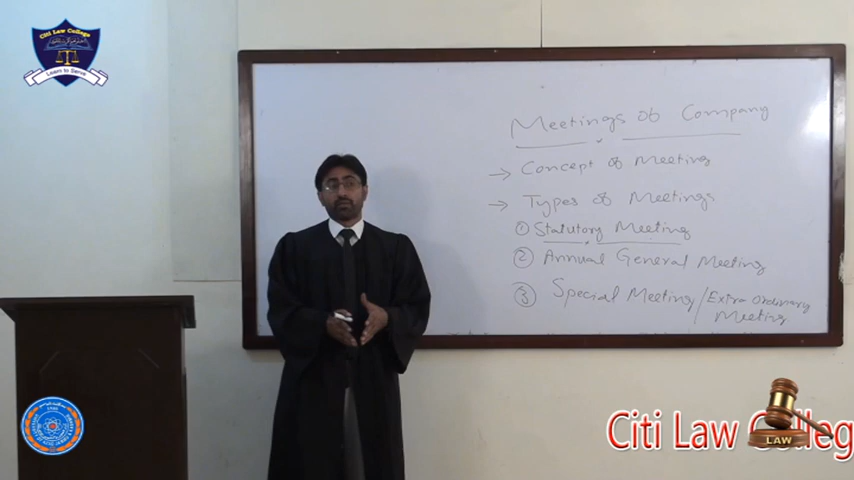 Citi Law College
Learn to Serve
Meetings of Company
→ Concept of Meeting
→ Types of Meetings
① Statutory Meeting
② Annual General Meeting
③ Special Meeting / Extra Ordinary
Meeting
Citi Law College
LAW